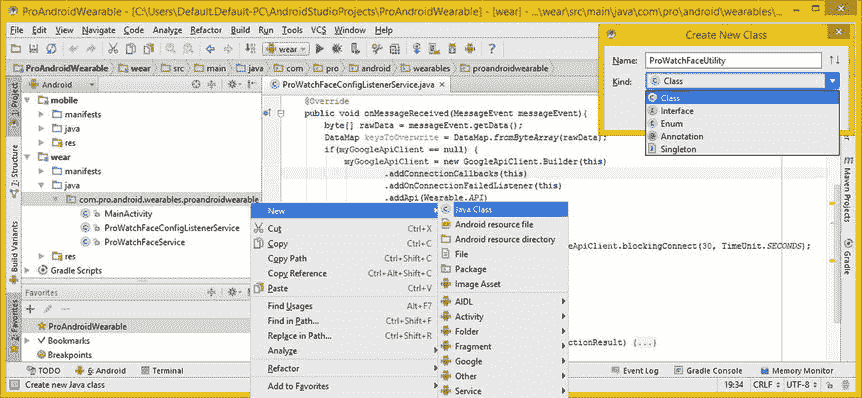 ProAndroidWearable - [C:\Users\Default.Default-PC\AndroidStudioProjects\ProAndroidWearable] - [wear] - ...\wear\src\main\java\com\pro\android\wearables\p
File Edit View Navigate Code Analyze Refactor Build Run Tools VCS Window Help
wear
ProAndroidWearable wear src main java com pro android wearables proandroidwearable
Create New Class
Name: ProWatchFaceUtility
Kind: Class
Class
Interface
Enum
Annotation
Singleton
1: Project
7: Structure
Build Variants
2: Favorites
Android
mobile
manifests
java
res
wear
manifests
java
com.pro.android.wearables.proandroidwearable
MainActivity
ProWatchFaceConfigListenerService
ProWatchFaceService
res
Gradle Scripts
Favorites
ProAndroidWearable
Bookmarks
Breakpoints
ProWatchFaceConfigListenerService.java
@Override
public void onMessageReceived(MessageEvent messageEvent){
byte[] rawData = messageEvent.getData();
DataMap keysToOverwrite = DataMap.fromByteArray(rawData);
if(myGoogleApiClient == null) {
myGoogleApiClient = new GoogleApiClient.Builder(this)
.addConnectionCallbacks(this)
.addOnConnectionFailedListener(this)
.addApi(Wearable.API)
eApiClient.blockingConnect(30, TimeUnit.SECONDS);
ectionResult) {...}
New
Cut Ctrl+X
Copy Ctrl+C
Copy Path Ctrl+Shift+C
Copy Reference Ctrl+Alt+Shift+C
Paste Ctrl+V
Find Usages Alt+F7
Find in Path... Ctrl+Shift+F
Replace in Path... Ctrl+Shift+R
Analyze
Refactor
Add to Favorites
Java Class
Android resource file
Android resource directory
File
Package
Image Asset
AIDL
Activity
Folder
Fragment
Google
Other
Service
Maven Projects
Gradle
TODO 6: Android Terminal Event Log Gradle Console Memory Monitor
Create new Java class 19:34 CRLF UTF-8